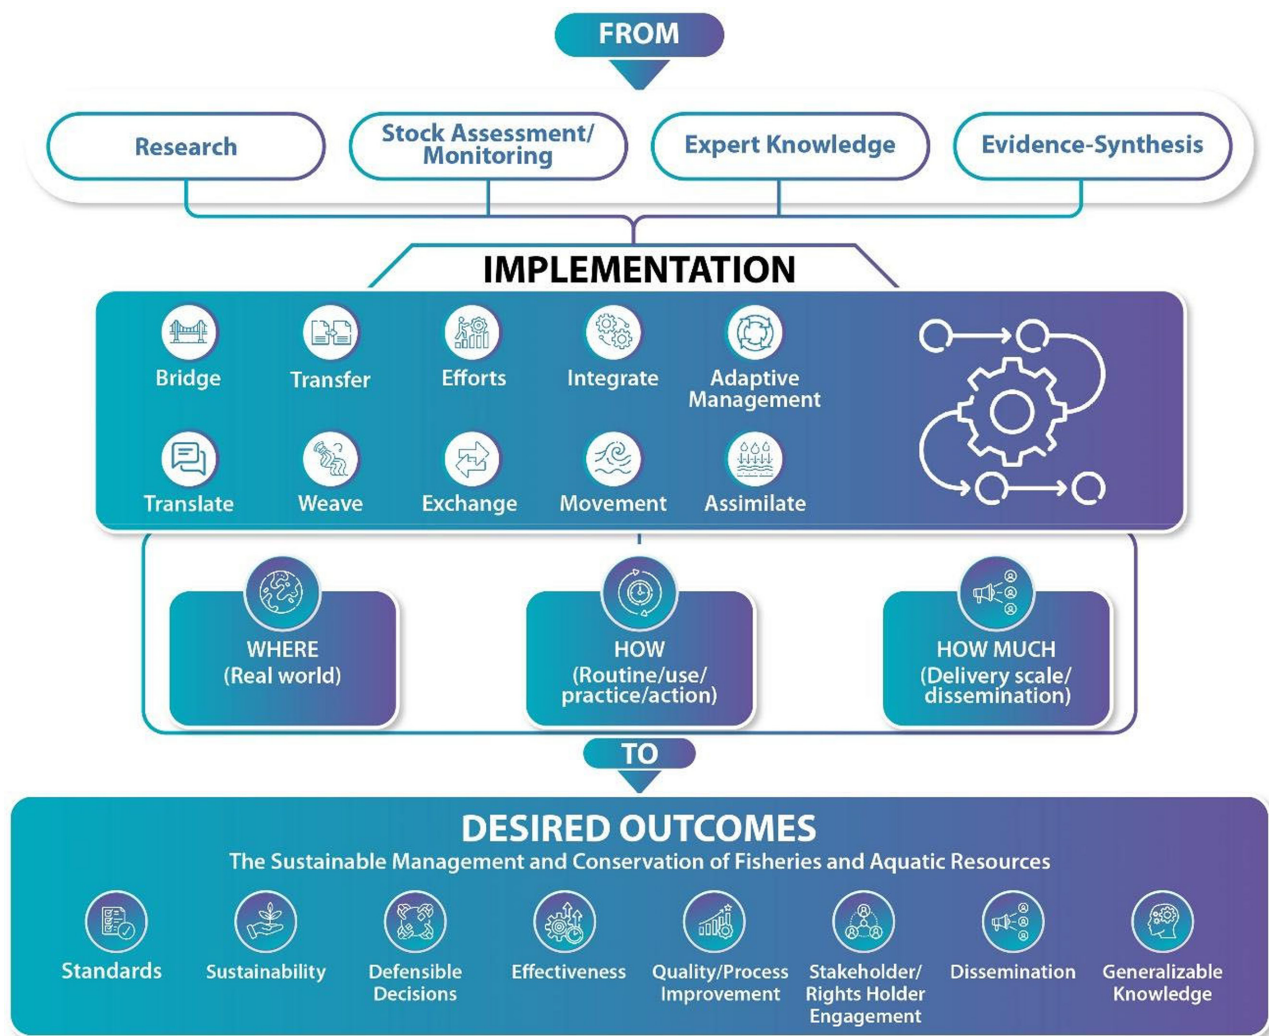 FROM
Research
Stock Assessment/
Monitoring
Expert Knowledge
Evidence-Synthesis
IMPLEMENTATION
Bridge
Transfer
Efforts
Integrate
Adaptive
Management
Translate
Weave
Exchange
Movement
Assimilate
WHERE
(Real world)
HOW
(Routine/use/
practice/action)
HOW MUCH
(Delivery scale/
dissemination)
TO
DESIRED OUTCOMES
The Sustainable Management and Conservation of Fisheries and Aquatic Resources
Standards
Sustainability
Defensible
Decisions
Effectiveness
Quality/Process
Improvement
Stakeholder/
Rights Holder
Engagement
Dissemination
Generalizable
Knowledge